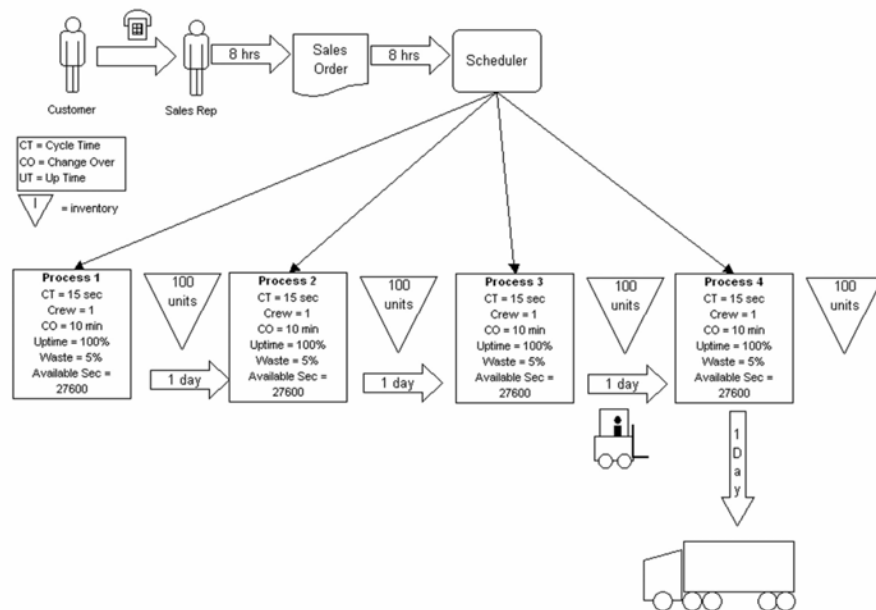 8 hrs
Sales
Order
8 hrs
Scheduler
Customer
Sales Rep
CT = Cycle Time
CO = Change Over
UT = Up Time
I
= inventory
Process 1
CT = 15 sec
Crew = 1
CO = 10 min
Uptime = 100%
Waste = 5%
Available Sec =
27600
100
units
1 day
Process 2
CT = 15 sec
Crew = 1
CO = 10 min
Uptime = 100%
Waste = 5%
Available Sec =
27600
100
units
1 day
Process 3
CT = 15 sec
Crew = 1
CO = 10 min
Uptime = 100%
Waste = 5%
Available Sec =
27600
100
units
1 day
Process 4
CT = 15 sec
Crew = 1
CO = 10 min
Uptime = 100%
Waste = 5%
Available Sec =
27600
100
units
1
D
a
y